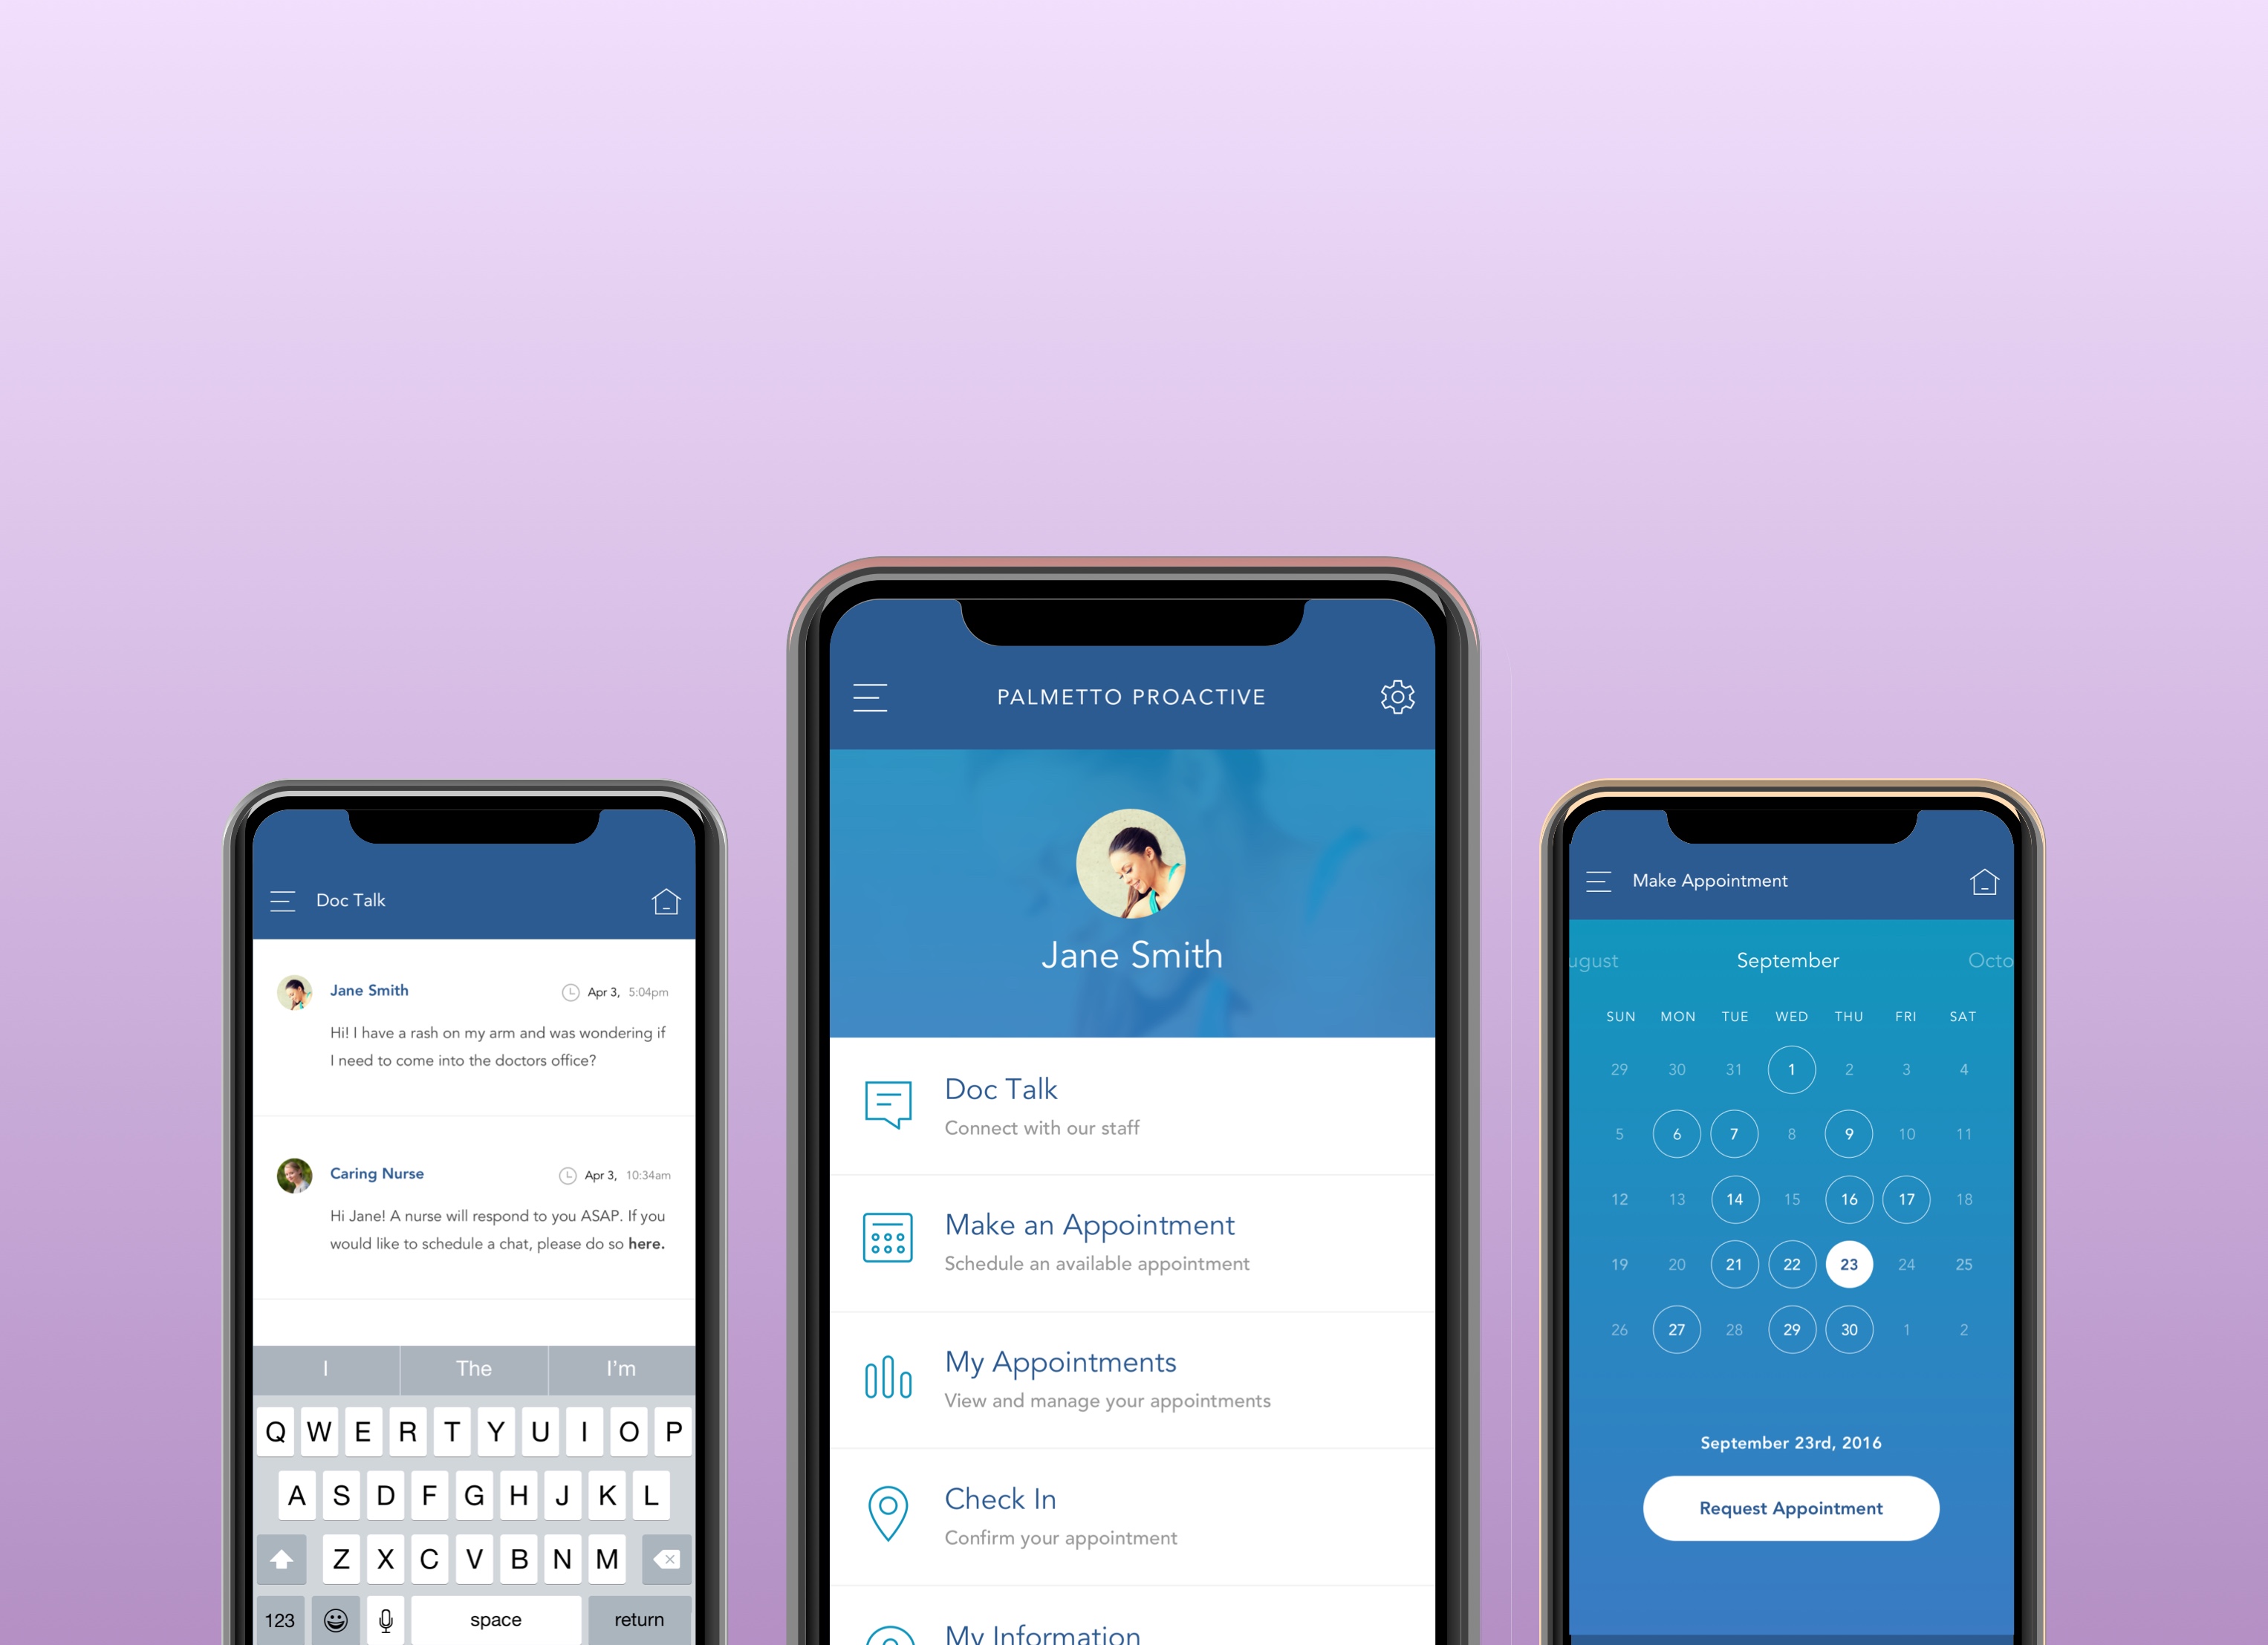 Doc Talk
Jane Smith
Apr 3, 5:04pm
Hi! I have a rash on my arm and was wondering if
I need to come into the doctors office?
Caring Nurse
Apr 3, 10:34am
Hi Jane! A nurse will respond to you ASAP. If you
would like to schedule a chat, please do so here.
I The I'm
Q W E R T Y U I O P
A S D F G H J K L
Z X C V B N M
123 space return
PALMETTO PROACTIVE
Jane Smith
Doc Talk
Connect with our staff
Make an Appointment
Schedule an available appointment
My Appointments
View and manage your appointments
Check In
Confirm your appointment
My Information
Make Appointment
ugust September Octo
SUN MON TUE WED THU FRI SAT
29 30 31 1 2 3 4
5 6 7 8 9 10 11
12 13 14 15 16 17 18
19 20 21 22 23 24 25
26 27 28 29 30 1 2
September 23rd, 2016
Request Appointment